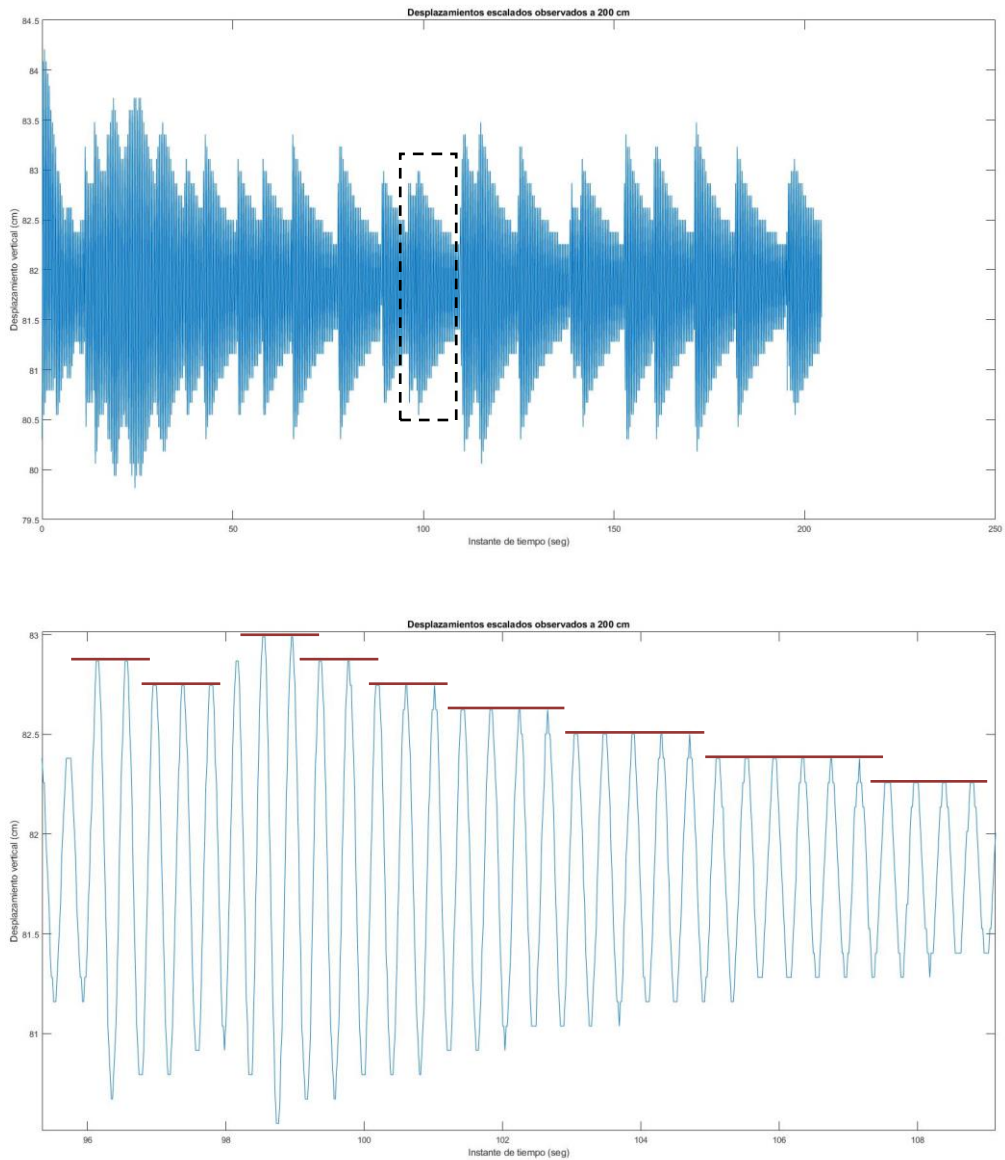 Desplazamientos escalados observados a 200 cm
84.5
84
83.5
83
82.5
82
81.5
81
80.5
80
79.5
Desplazamiento vertical (cm)
0 50 100 150 200 250
Instante de tiempo (seg)
Desplazamientos escalados observados a 200 cm
83
82.5
82
81.5
81
Desplazamiento vertical (cm)
96 98 100 102 104 106 108
Instante de tiempo (seg)